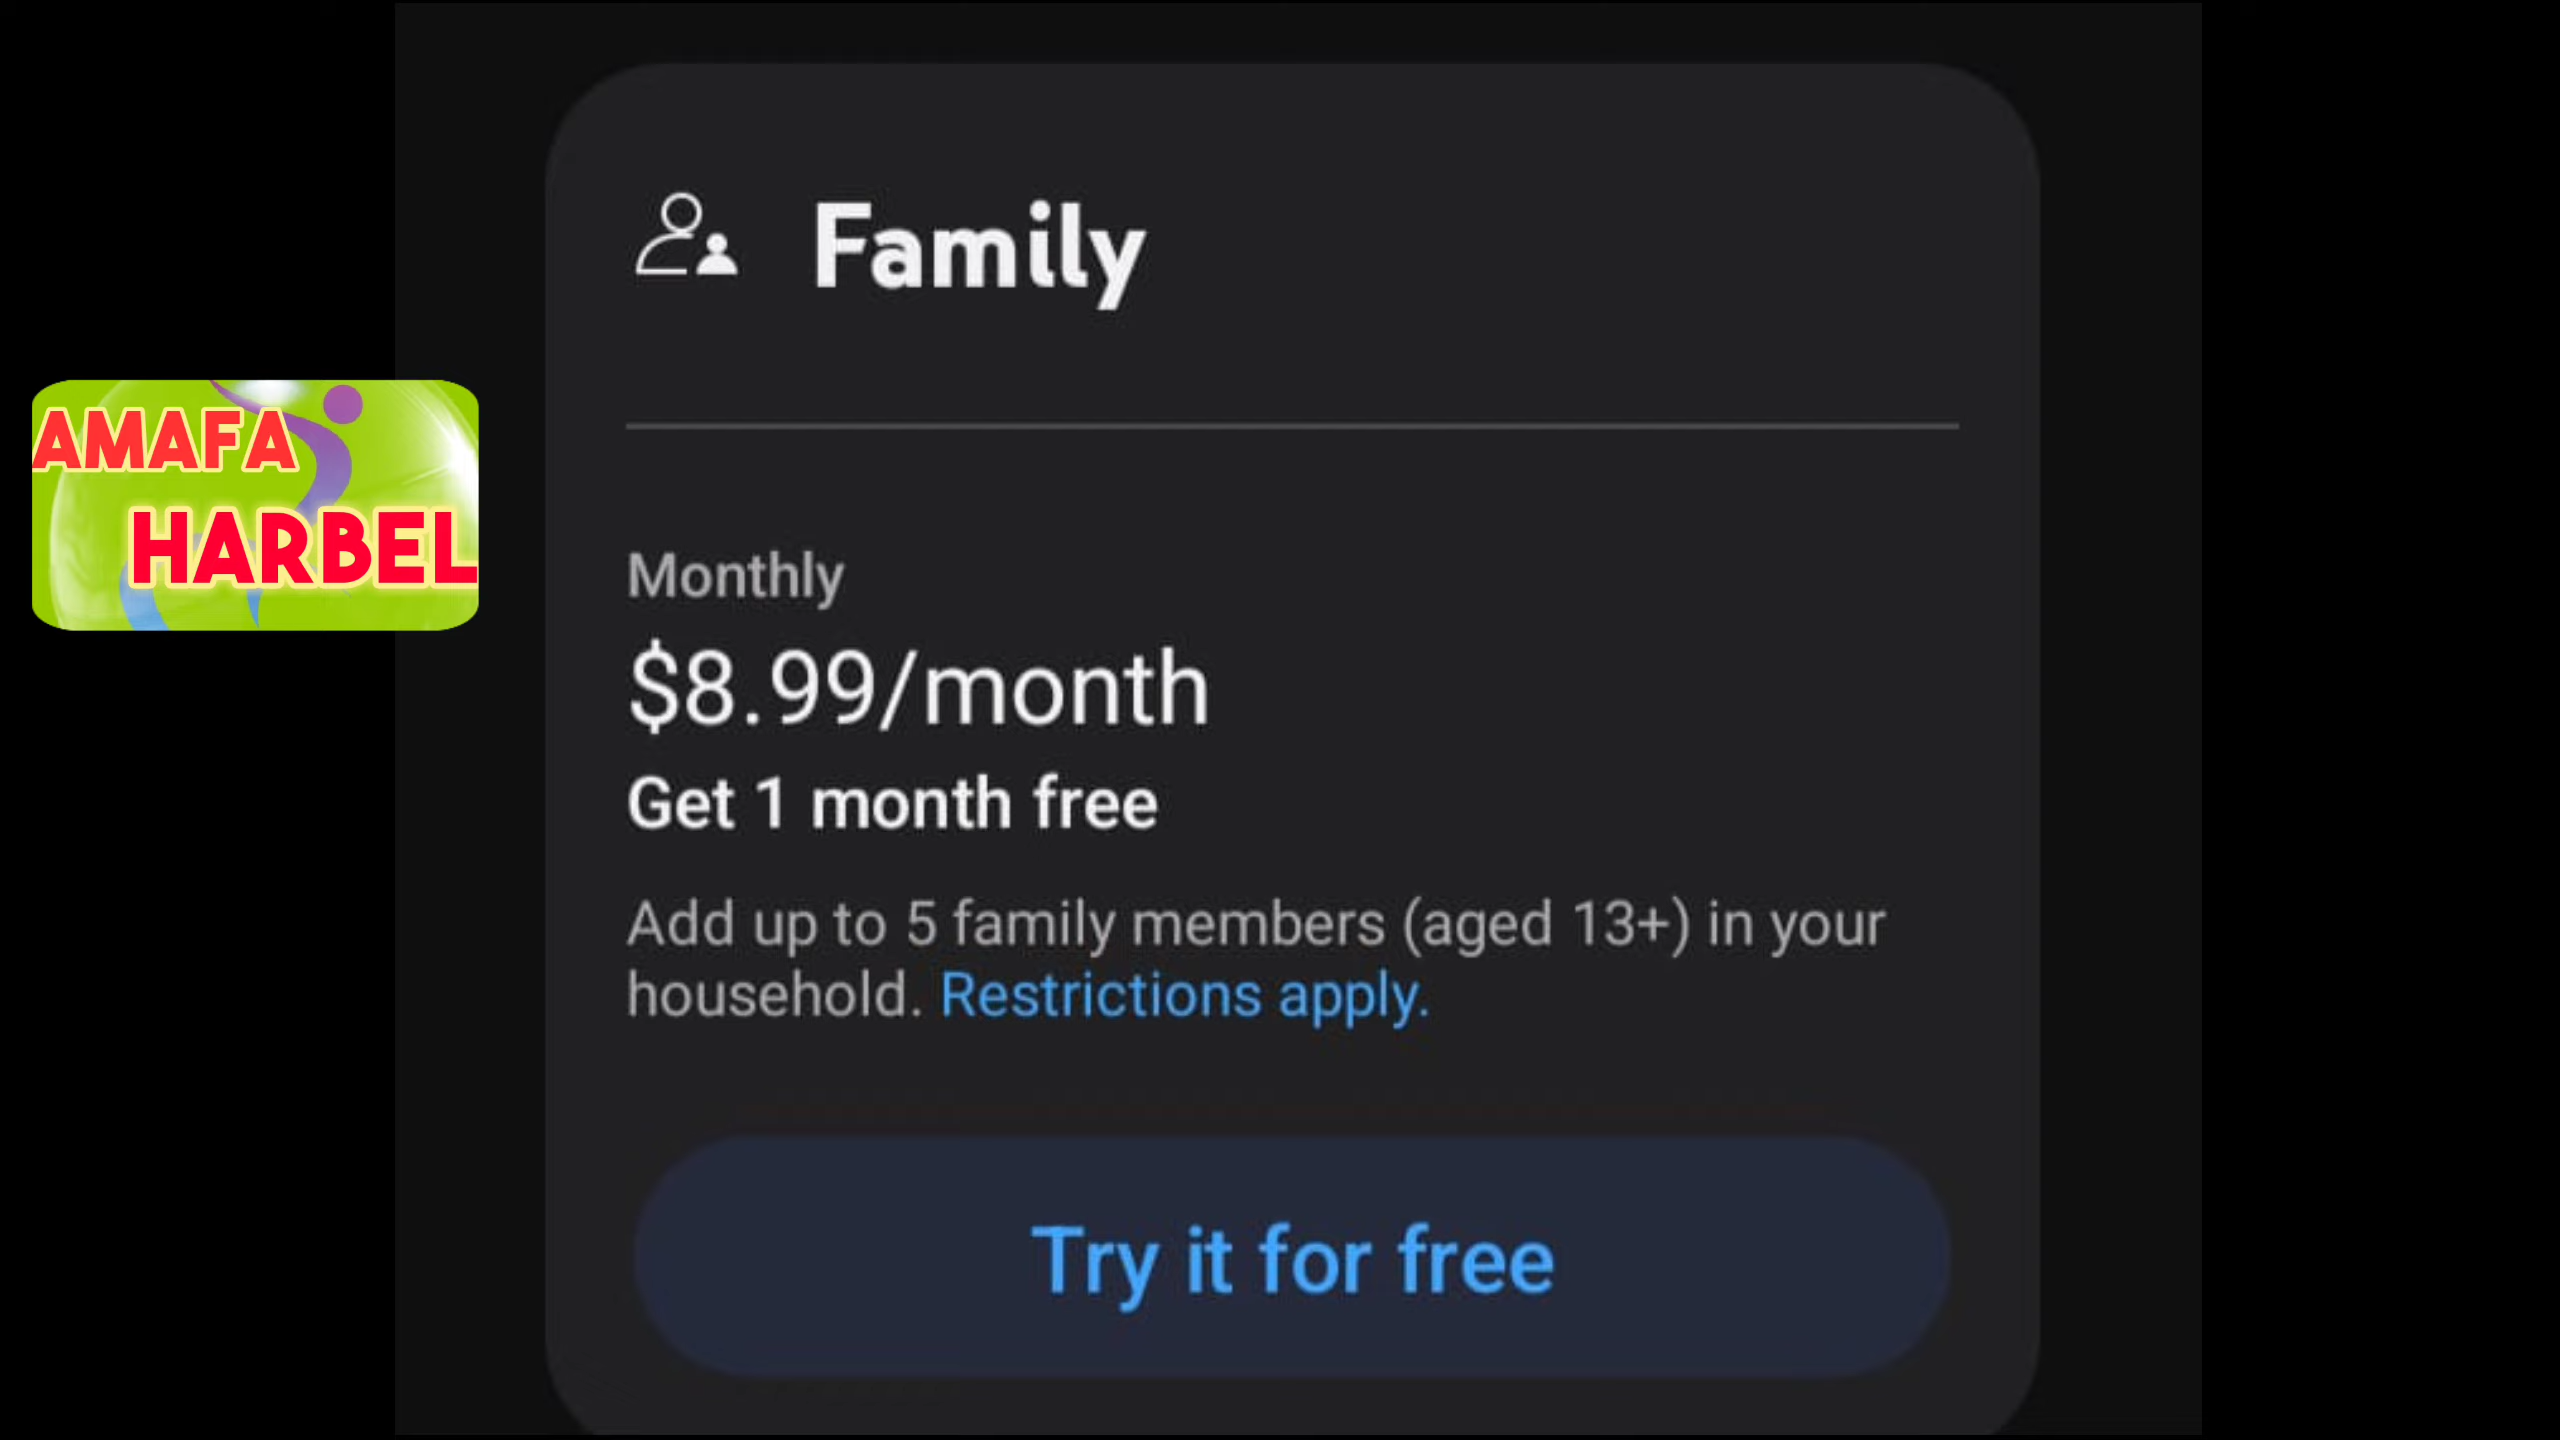 Family
AMAFA
HARBEL
Monthly
$8.99/month
Get 1 month free
Add up to 5 family members (aged 13+) in your
household. Restrictions apply.
Try it for free